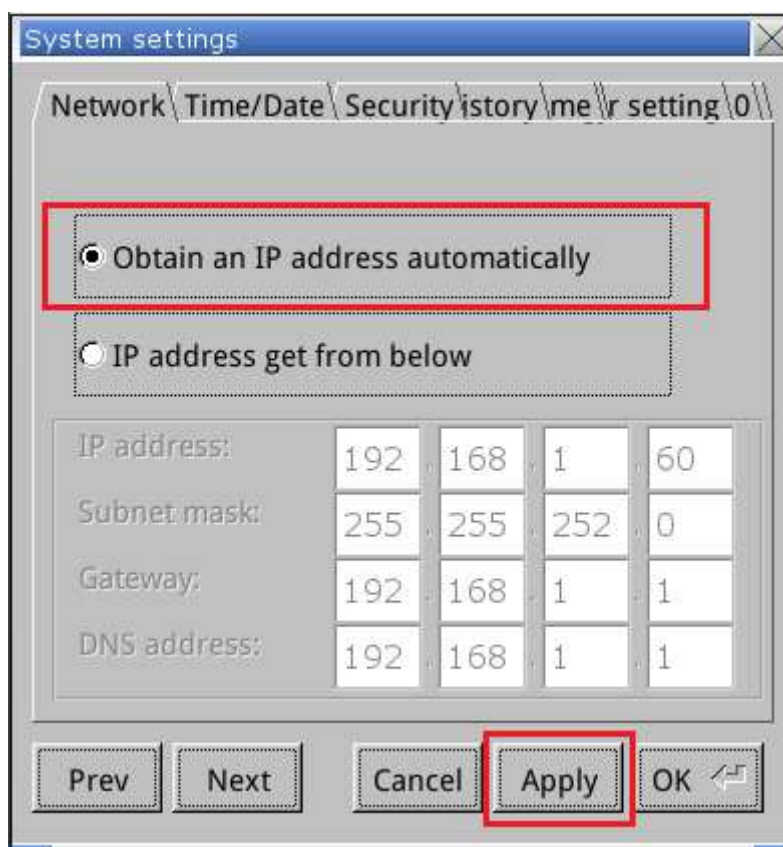 System settings
Network Time/Date Security istory me r setting 0
Obtain an IP address automatically
IP address get from below
IP address: 192 . 168 . 1 . 60
Subnet mask: 255 . 255 . 252 . 0
Gateway: 192 . 168 . 1 . 1
DNS address: 192 . 168 . 1 . 1
Prev Next Cancel Apply OK